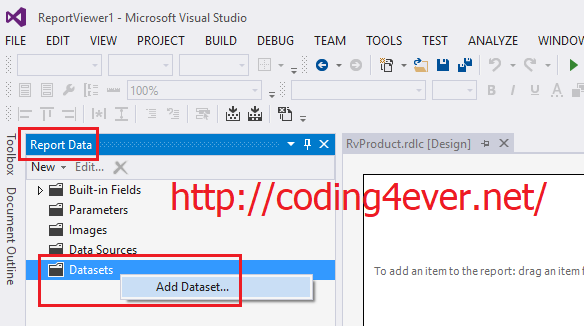 ReportViewer1 - Microsoft Visual Studio
FILE EDIT VIEW PROJECT BUILD DEBUG TEAM TOOLS TEST ANALYZE WINDOW
100%
Toolbox
Document Outline
Report Data
RvProduct.rdlc [Design]
New Edit...
Built-in Fields
Parameters
Images
Data Sources
Datasets
Add Dataset...
http://coding4ever.net/
To add an item to the report: drag an item f